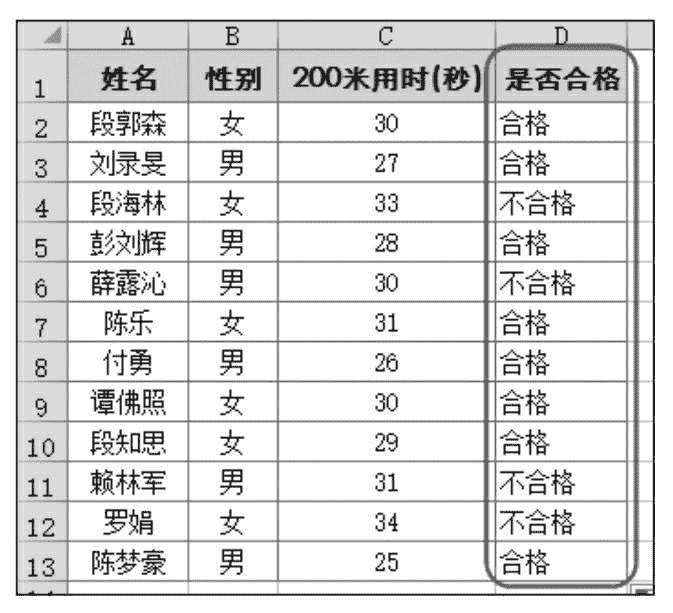 A B C D
1 姓名 性别 200米用时(秒) 是否合格
2 段郭森 女 30 合格
3 刘录旻 男 27 合格
4 段海林 女 33 不合格
5 彭刘辉 男 28 合格
6 薛露沁 男 30 不合格
7 陈乐 女 31 合格
8 付勇 男 26 合格
9 谭佛照 女 30 合格
10 段知思 女 29 合格
11 赖林军 男 31 不合格
12 罗娟 女 34 不合格
13 陈梦豪 男 25 合格